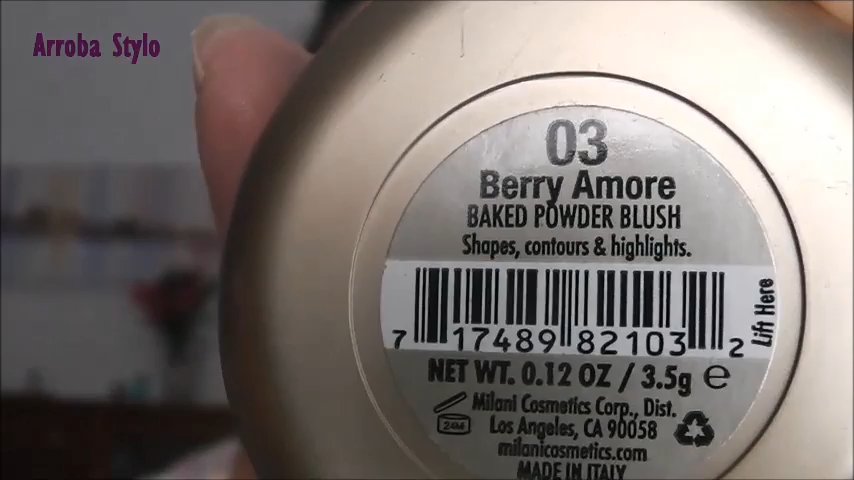 Arroba Stylo
03
Berry Amore
BAKED POWDER BLUSH
Shapes, contours & highlights.
Lift Here
7 17489 82103 2
NET WT. 0.12 OZ / 3.5g e
24M
Milani Cosmetics Corp., Dist.
Los Angeles, CA 90058
milanicosmetics.com
MADE IN ITALY